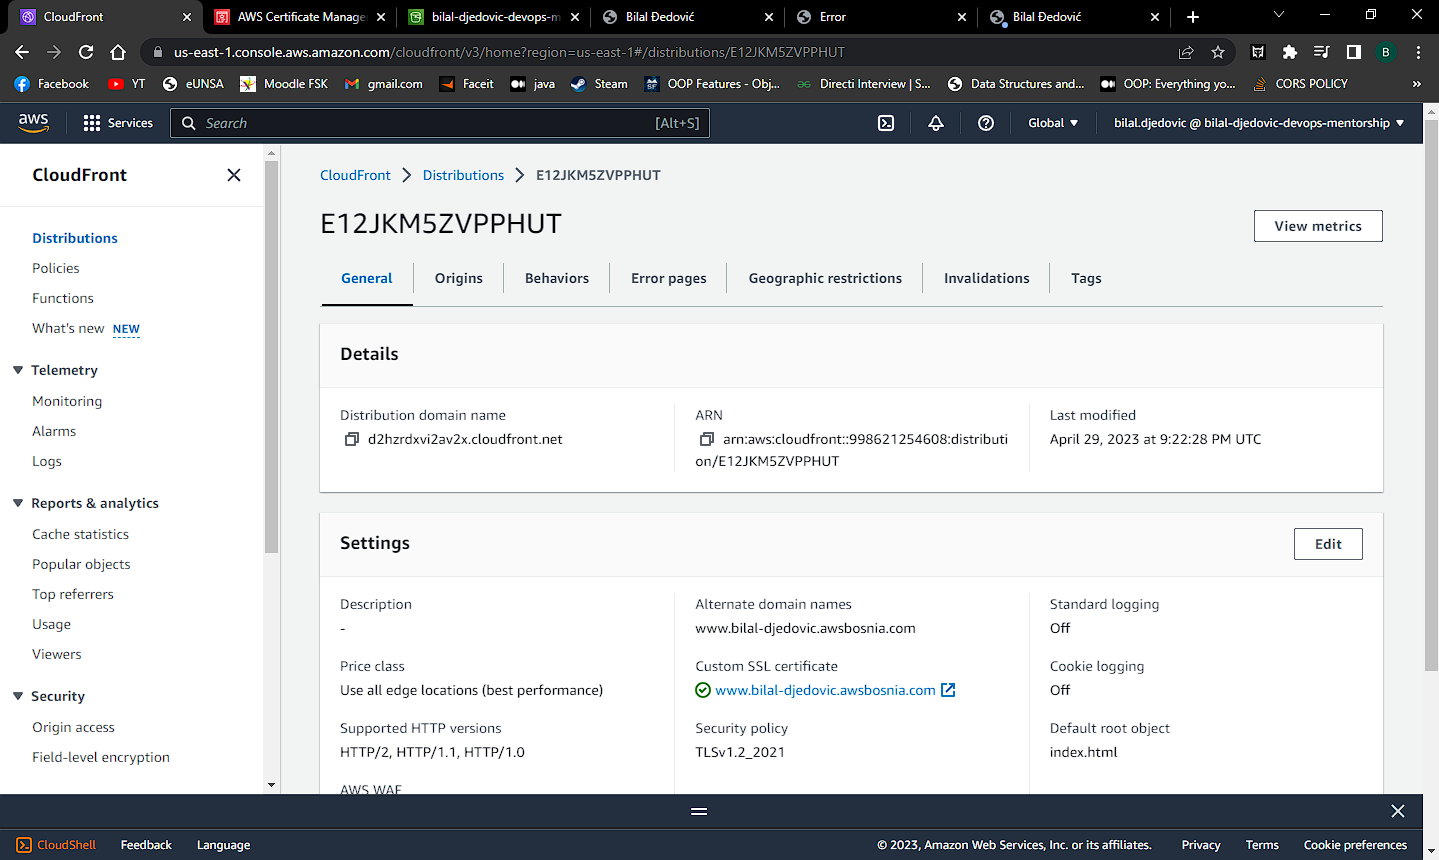 CloudFront
AWS Certificate Manage
bilal-djedovic-devops-m
Bilal Đedović
Error
Bilal Đedović
us-east-1.console.aws.amazon.com/cloudfront/v3/home?region=us-east-1#/distributions/E12JKM5ZVPPHUT
B
Facebook
YT
eUNSA
Moodle FSK
gmail.com
Faceit
java
Steam
OOP Features - Obj...
Directi Interview | S...
Data Structures and...
OOP: Everything yo...
CORS POLICY
»
aws
Services
Search
[Alt+S]
Global
bilal.djedovic @ bilal-djedovic-devops-mentorship
CloudFront
Distributions
Policies
Functions
What's new NEW
Telemetry
Monitoring
Alarms
Logs
Reports & analytics
Cache statistics
Popular objects
Top referrers
Usage
Viewers
Security
Origin access
Field-level encryption
CloudFront
Distributions
E12JKM5ZVPPHUT
E12JKM5ZVPPHUT
View metrics
General
Origins
Behaviors
Error pages
Geographic restrictions
Invalidations
Tags
Details
Distribution domain name
d2hzrdxvi2av2x.cloudfront.net
ARN
arn:aws:cloudfront::998621254608:distributi
on/E12JKM5ZVPPHUT
Last modified
April 29, 2023 at 9:22:28 PM UTC
Settings
Edit
Description
-
Price class
Use all edge locations (best performance)
Supported HTTP versions
HTTP/2, HTTP/1.1, HTTP/1.0
AWS WAF
Alternate domain names
www.bilal-djedovic.awsbosnia.com
Custom SSL certificate
www.bilal-djedovic.awsbosnia.com
Security policy
TLSv1.2_2021
Standard logging
Off
Cookie logging
Off
Default root object
index.html
CloudShell
Feedback
Language
© 2023, Amazon Web Services, Inc. or its affiliates.
Privacy
Terms
Cookie preferences